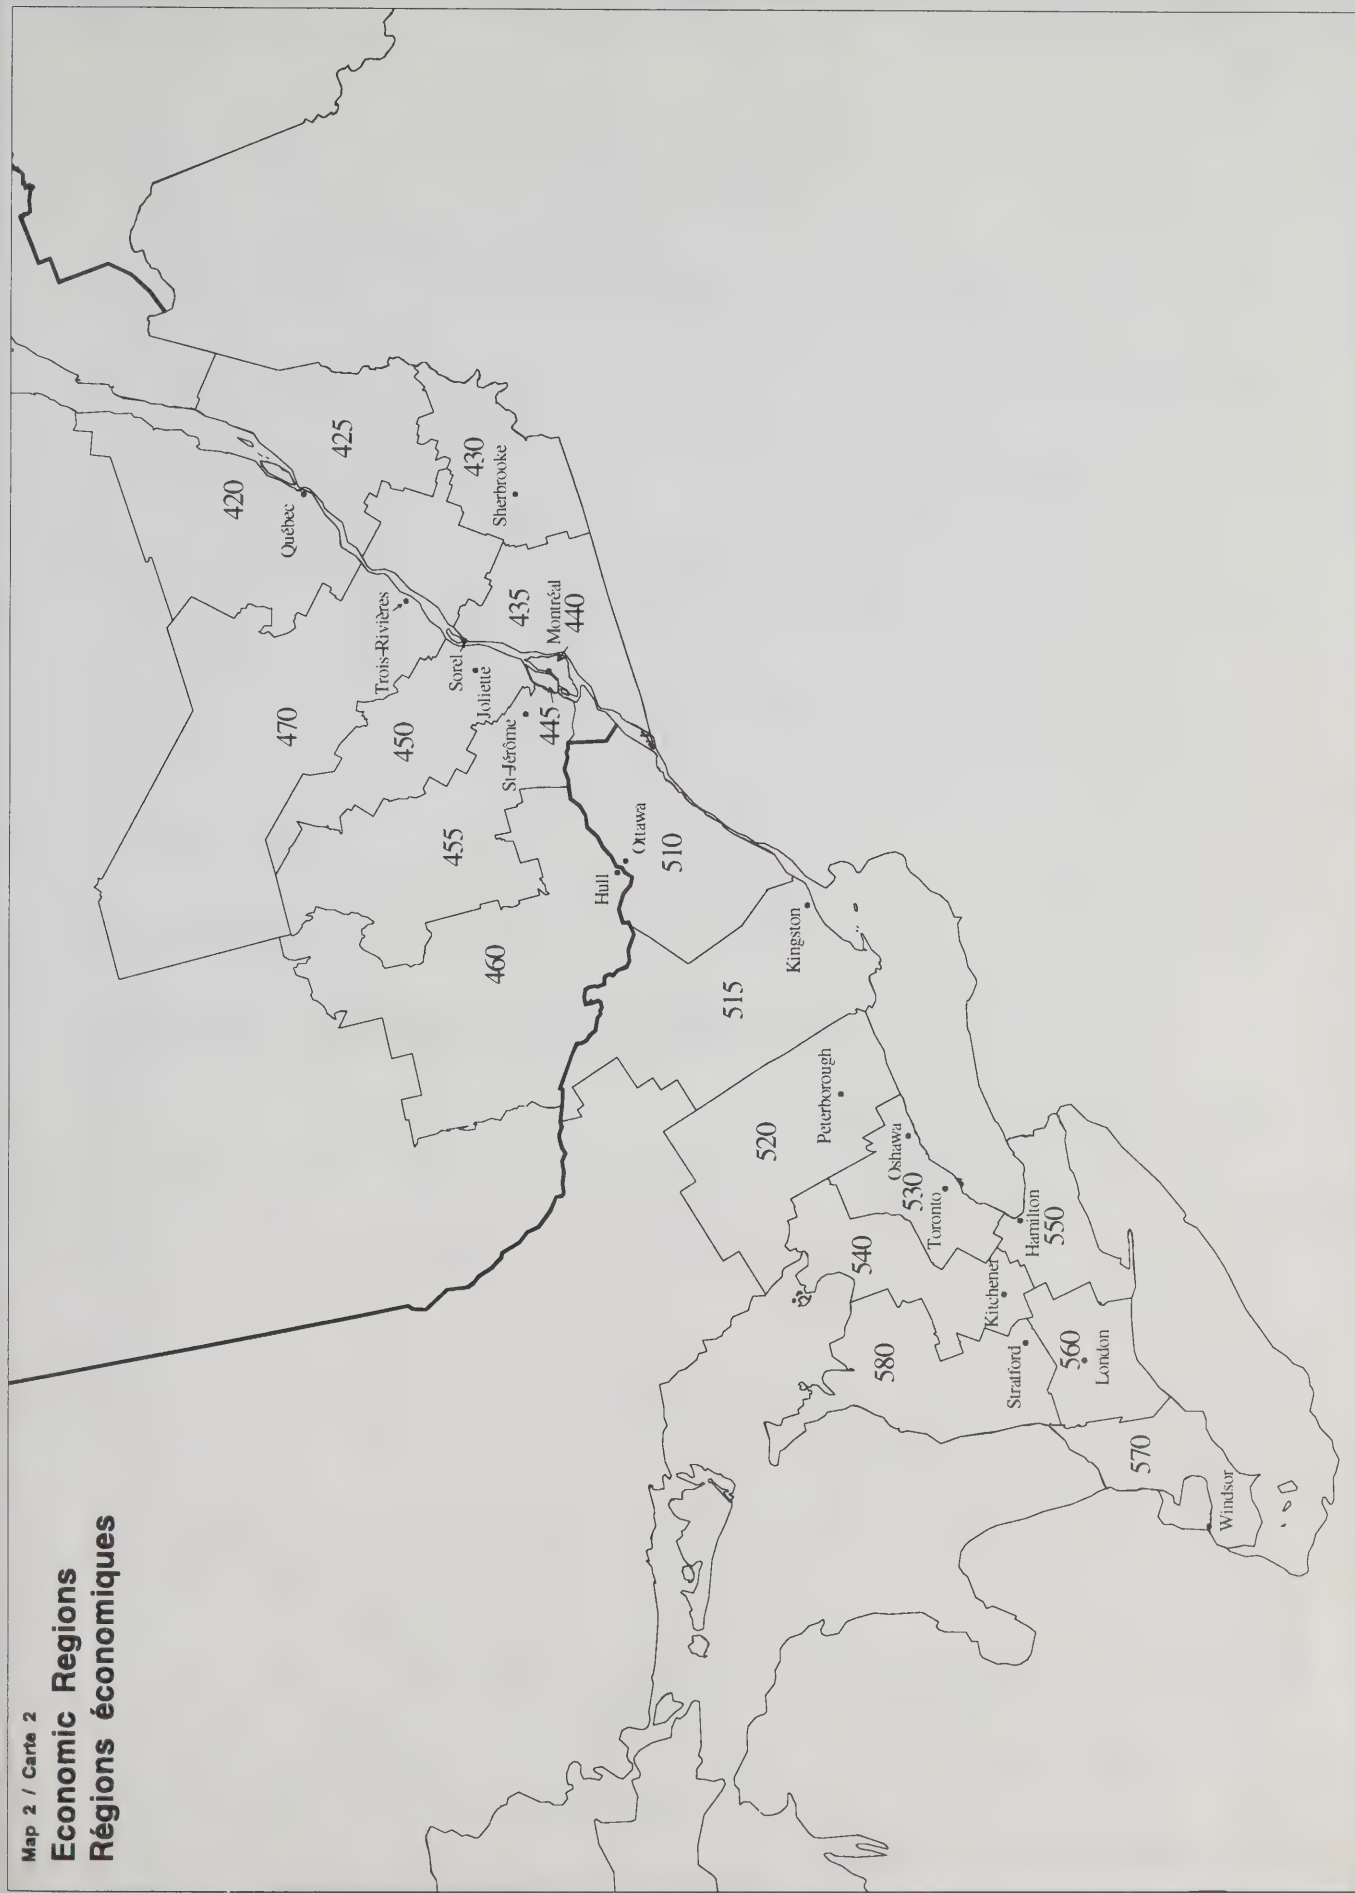 Map 2 / Carte 2
Economic Regions
Régions économiques
420
Québec
425
430
Sherbrooke
470
Trois-Rivières
450
Sorel
Joliette
435
Montréal
440
St-Jérôme
445
455
460
Hull
Ottawa
510
515
Kingston
520
Peterborough
Oshawa
530
Toronto
540
Hamilton
550
Kitchener
580
Stratford
560
London
570
Windsor